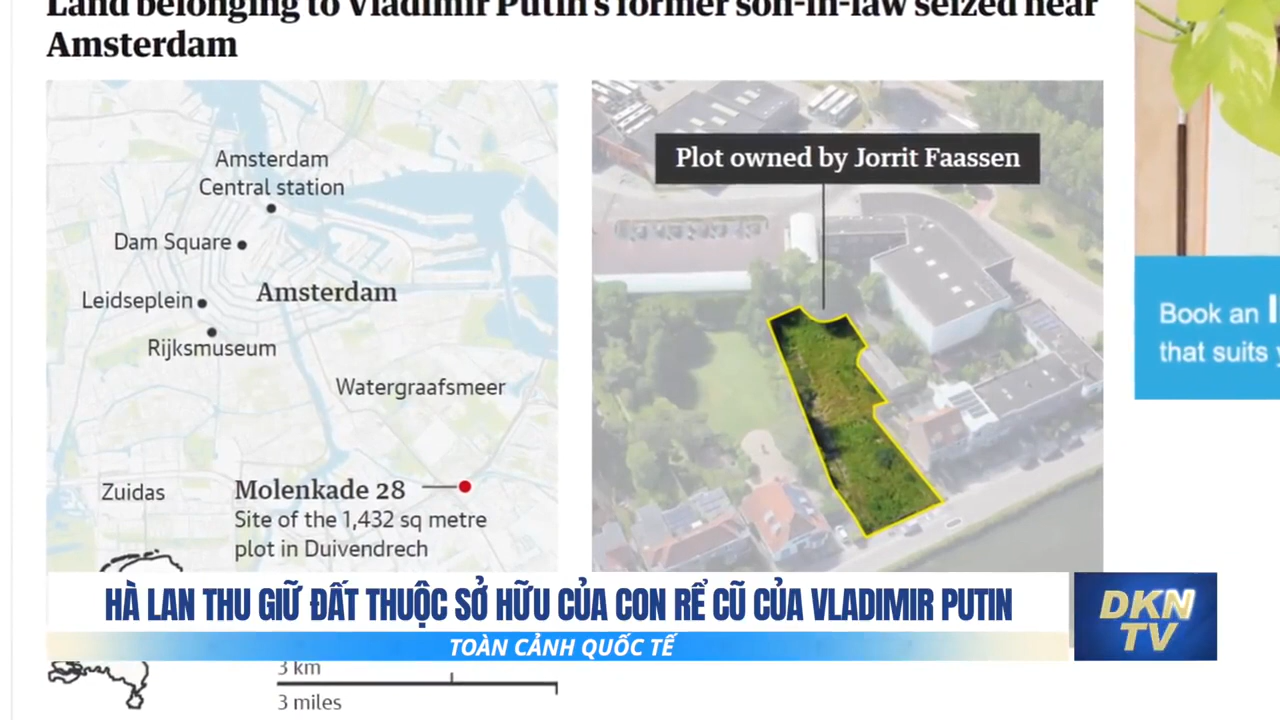 Land belonging to Vladimir Putin's former son-in-law seized near
Amsterdam
Amsterdam
Central station
Dam Square
Leidseplein
Amsterdam
Rijksmuseum
Watergraafsmeer
Zuidas
Molenkade 28
Site of the 1,432 sq metre
plot in Duivendrech
3 km
3 miles
Plot owned by Jorrit Faassen
Book an
that suits
HÀ LAN THU GIỮ ĐẤT THUỘC SỞ HỮU CỦA CON RỂ CŨ CỦA VLADIMIR PUTIN
TOÀN CẢNH QUỐC TẾ
DKN
TV